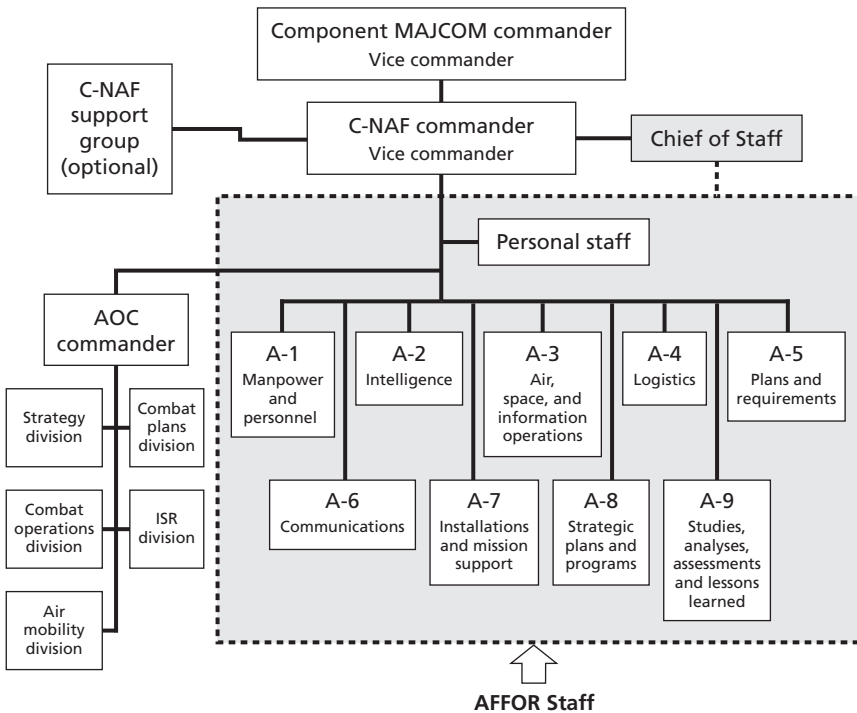 Component MAJCOM commander
Vice commander
C-NAF
support
group
(optional)
C-NAF commander
Vice commander
Chief of Staff
Personal staff
AOC
commander
Strategy
division
Combat
plans
division
Combat
operations
division
ISR
division
Air
mobility
division
A-1
Manpower
and
personnel
A-2
Intelligence
A-3
Air,
space, and
information
operations
A-4
Logistics
A-5
Plans and
requirements
A-6
Communications
A-7
Installations
and mission
support
A-8
Strategic
plans and
programs
A-9
Studies,
analyses,
assessments
and lessons
learned
AFFOR Staff